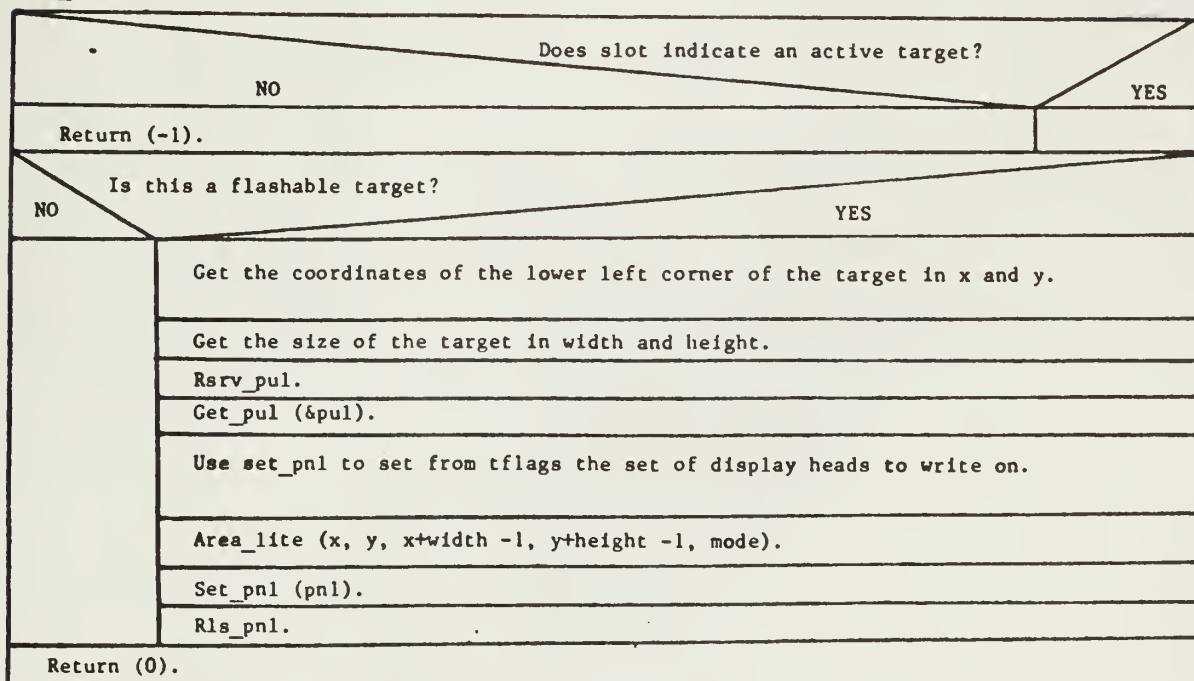 Does slot indicate an active target?
NO
YES
Return (-1).
Is this a flashable target?
NO
YES
Get the coordinates of the lower left corner of the target in x and y.
Get the size of the target in width and height.
Rsrv_pul.
Get_pul (&pul).
Use set_pnl to set from tflags the set of display heads to write on.
Area_lite (x, y, x+width -1, y+height -1, mode).
Set_pnl (pnl).
Rls_pnl.
Return (0).